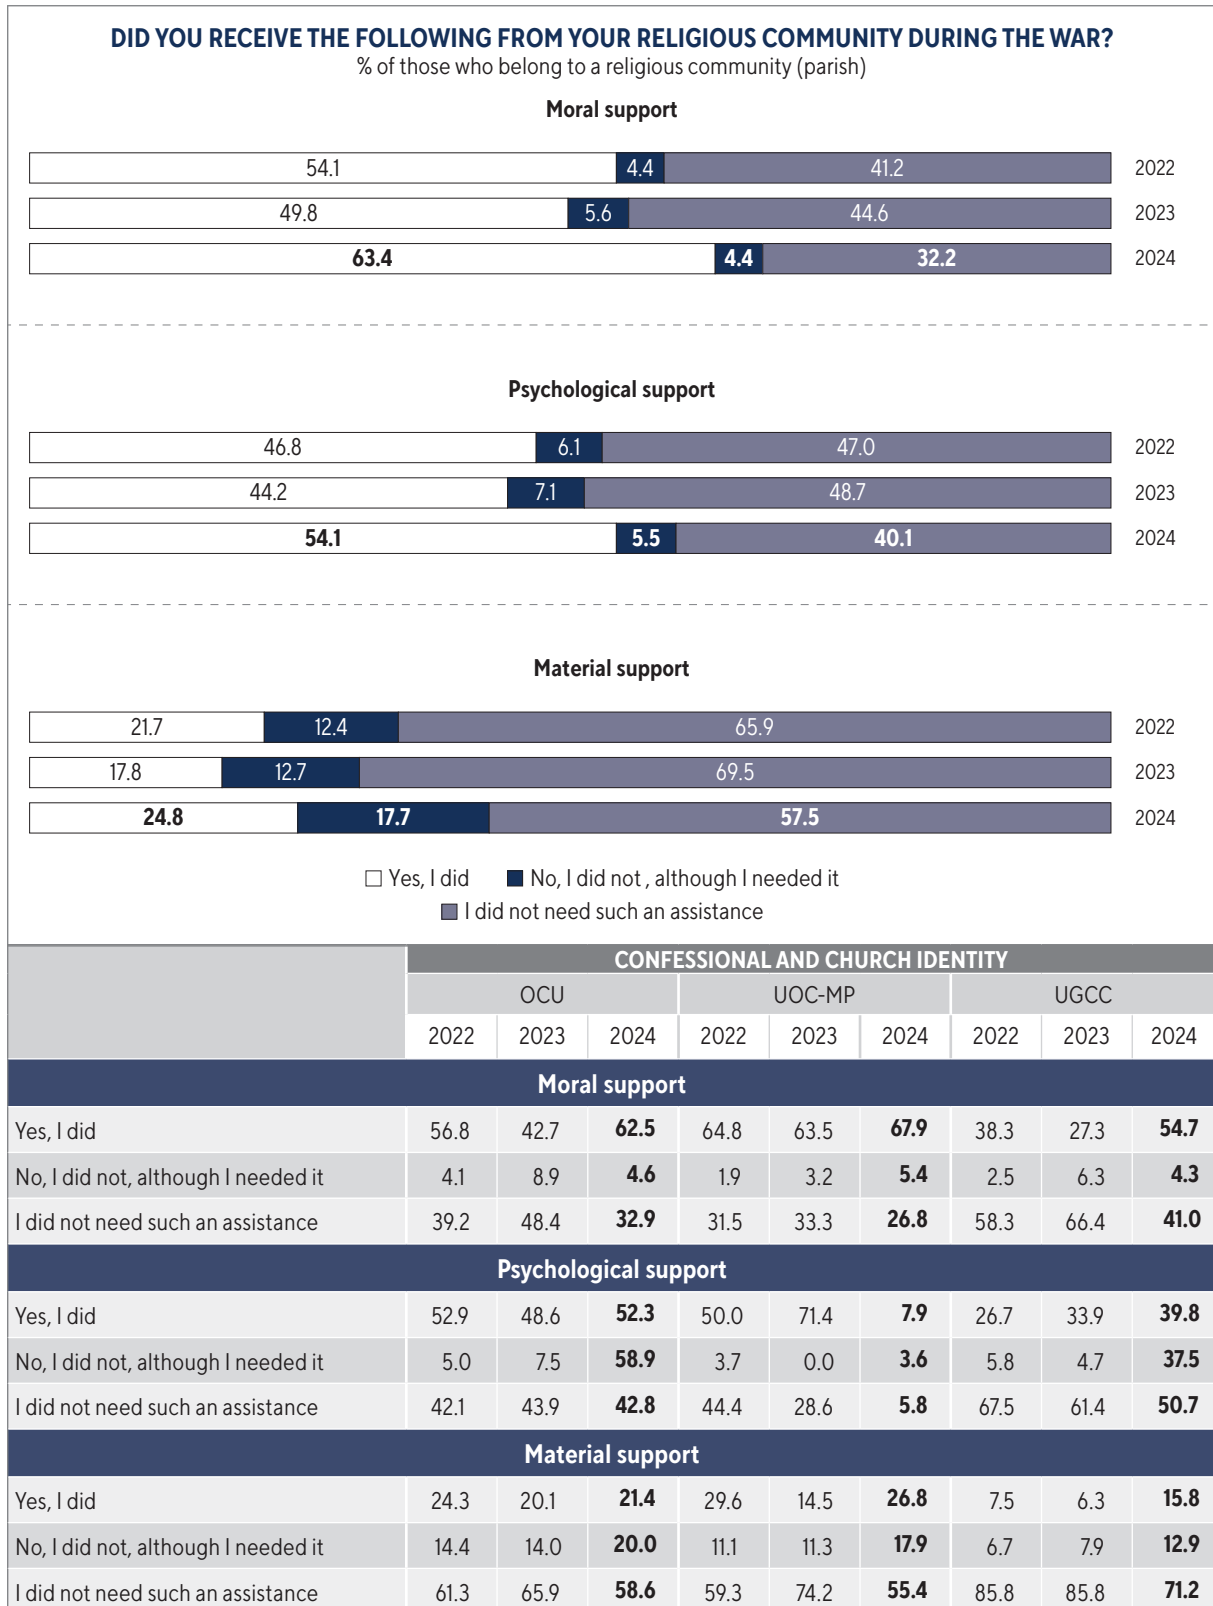 DID YOU RECEIVE THE FOLLOWING FROM YOUR RELIGIOUS COMMUNITY DURING THE WAR?
% of those who belong to a religious community (parish)
Moral support
54.1 4.4 41.2 2022
49.8 5.6 44.6 2023
63.4 4.4 32.2 2024
Psychological support
46.8 6.1 47.0 2022
44.2 7.1 48.7 2023
54.1 5.5 40.1 2024
Material support
21.7 12.4 65.9 2022
17.8 12.7 69.5 2023
24.8 17.7 57.5 2024
Yes, I did No, I did not , although I needed it
I did not need such an assistance
CONFESSIONAL AND CHURCH IDENTITY
OCU UOC-MP UGCC
2022 2023 2024 2022 2023 2024 2022 2023 2024
Moral support
Yes, I did 56.8 42.7 62.5 64.8 63.5 67.9 38.3 27.3 54.7
No, I did not, although I needed it 4.1 8.9 4.6 1.9 3.2 5.4 2.5 6.3 4.3
I did not need such an assistance 39.2 48.4 32.9 31.5 33.3 26.8 58.3 66.4 41.0
Psychological support
Yes, I did 52.9 48.6 52.3 50.0 71.4 7.9 26.7 33.9 39.8
No, I did not, although I needed it 5.0 7.5 58.9 3.7 0.0 3.6 5.8 4.7 37.5
I did not need such an assistance 42.1 43.9 42.8 44.4 28.6 5.8 67.5 61.4 50.7
Material support
Yes, I did 24.3 20.1 21.4 29.6 14.5 26.8 7.5 6.3 15.8
No, I did not, although I needed it 14.4 14.0 20.0 11.1 11.3 17.9 6.7 7.9 12.9
I did not need such an assistance 61.3 65.9 58.6 59.3 74.2 55.4 85.8 85.8 71.2